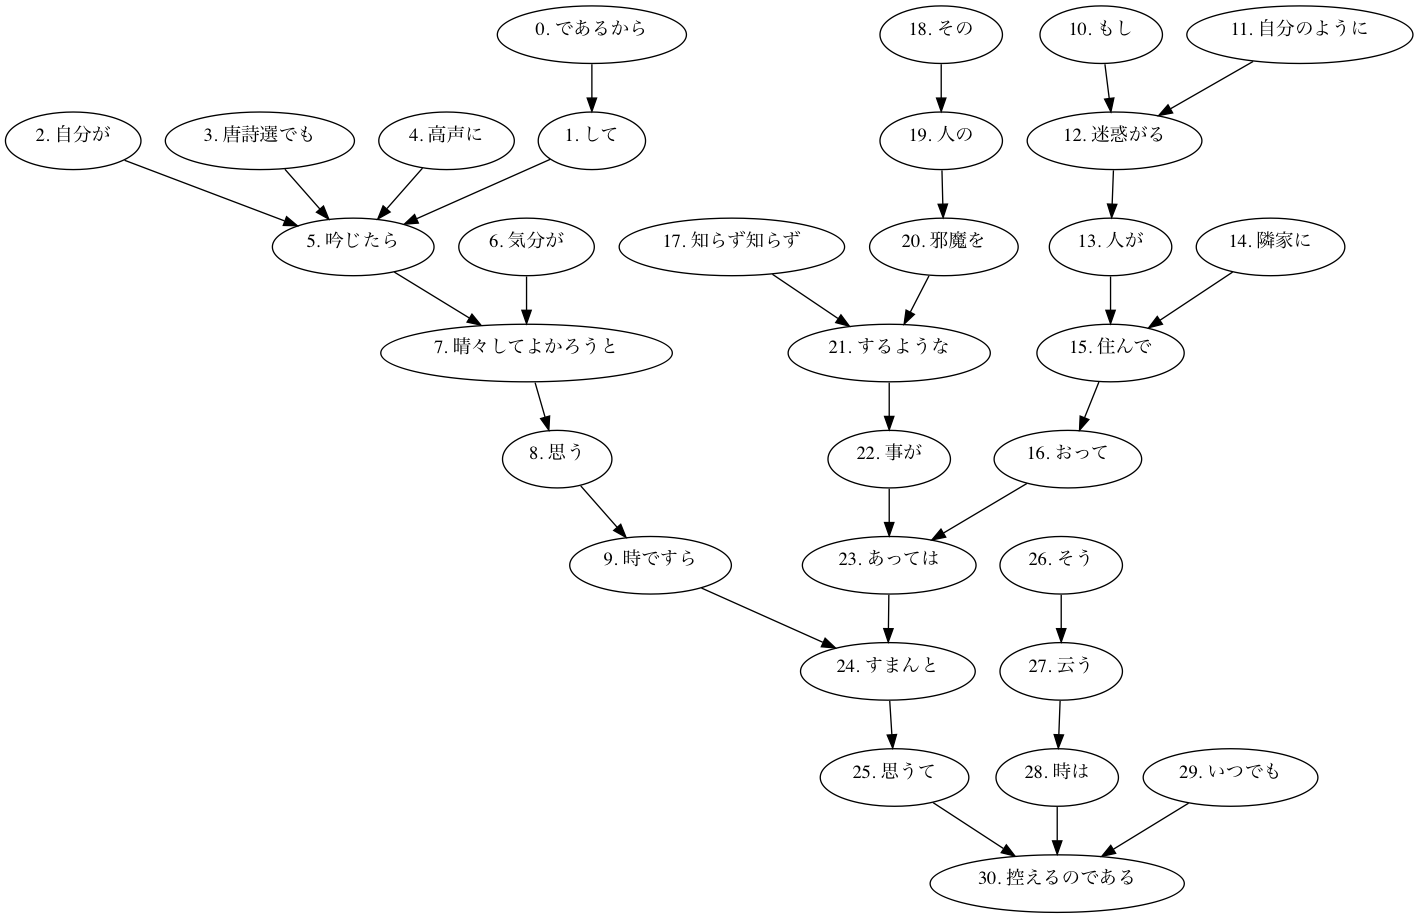 0. であるから
18. その
10. もし
11. 自分のように
2. 自分が
3. 唐詩選でも
4. 高声に
1. して
19. 人の
12. 迷惑がる
5. 吟じたら
6. 気分が
17. 知らず知らず
20. 邪魔を
13. 人が
14. 隣家に
7. 晴々してよかろうと
21. するような
15. 住んで
8. 思う
22. 事が
16. おって
9. 時ですら
23. あっては
26. そう
24. すまんと
27. 云う
25. 思うて
28. 時は
29. いつでも
30. 控えるのである